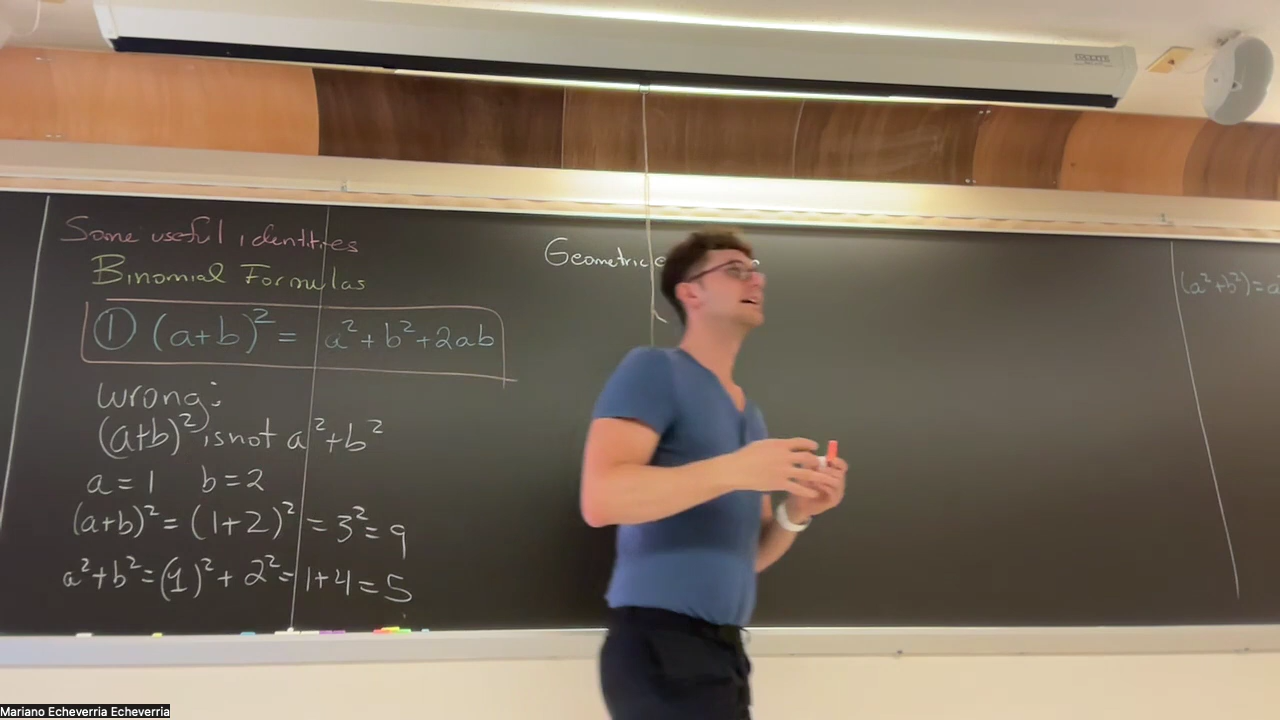 Some useful identities
Binomial Formulas
① (a+b)² = a²+b²+2ab
wrong:
(a+b)² is not a²+b²
a = 1 b = 2
(a+b)² = (1+2)² = 3² = 9
a²+b² = (1)² + 2² = 1+4 = 5
Geometric
(a²+b²)=a
Mariano Echeverria Echeverria